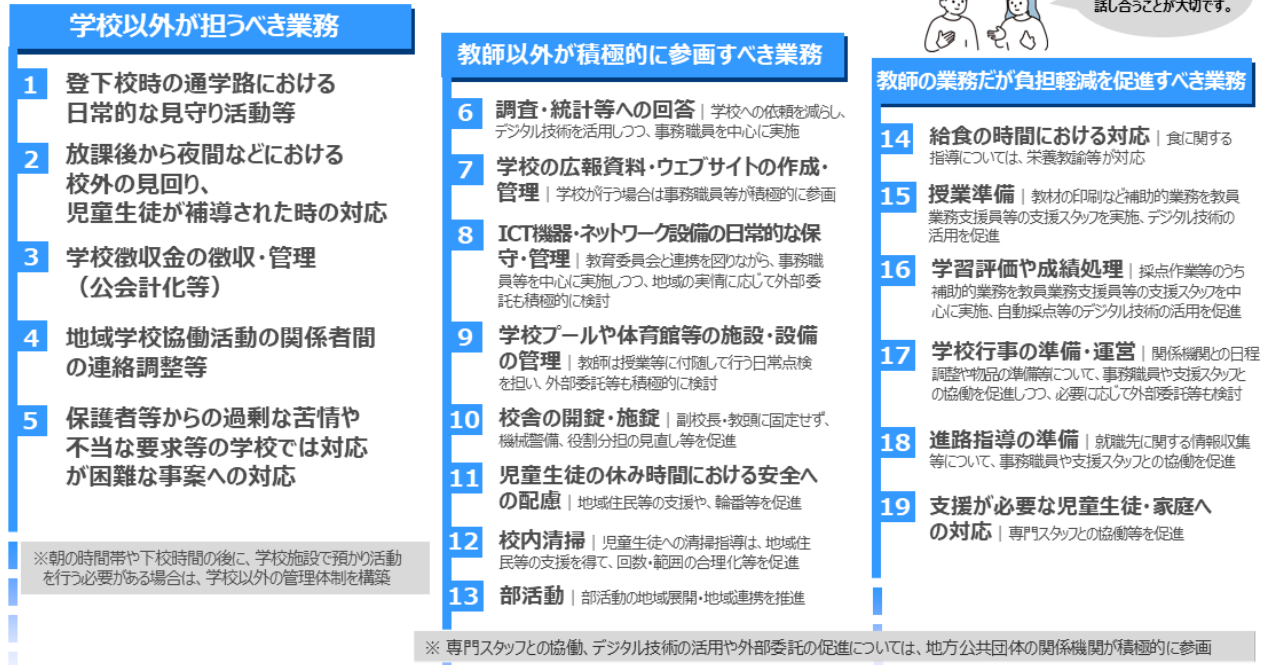 学校以外が担うべき業務
1 登下校時の通学路における
日常的な見守り活動等
2 放課後から夜間などにおける
校外の見回り、
児童生徒が補導された時の対応
3 学校徴収金の徴収・管理
（公会計化等）
4 地域学校協働活動の関係者間
の連絡調整等
5 保護者等からの過剰な苦情や
不当な要求等の学校では対応
が困難な事案への対応
※朝の時間帯や下校時間の後に、学校施設で預かり活動
を行う必要がある場合は、学校以外の管理体制を構築
教師以外が積極的に参画すべき業務
6 調査・統計等への回答｜学校への依頼を減らし、
デジタル技術を活用しつつ、事務職員を中心に実施
7 学校の広報資料・ウェブサイトの作成・
管理｜学校が行う場合は事務職員等が積極的に参画
8 ICT機器・ネットワーク設備の日常的な保
守・管理｜教育委員会と連携を図りながら、事務職
員等を中心に実施しつつ、地域の実情に応じて外部委
託も積極的に検討
9 学校プールや体育館等の施設・設備
の管理｜教師は授業等に付随して行う日常点検
を担い、外部委託等も積極的に検討
10 校舎の開錠・施錠｜副校長・教頭に固定せず、
機械警備、役割分担の見直し等を促進
11 児童生徒の休み時間における安全へ
の配慮｜地域住民等の支援や、輪番等を促進
12 校内清掃｜児童生徒への清掃指導は、地域住
民等の支援を得て、回数・範囲の合理化等を促進
13 部活動｜部活動の地域展開・地域連携を推進
話し合うことが大切です。
教師の業務だが負担軽減を促進すべき業務
14 給食の時間における対応｜食に関する
指導については、栄養教諭等が対応
15 授業準備｜教材の印刷など補助的業務を教員
業務支援員等の支援スタッフを実施、デジタル技術の
活用を促進
16 学習評価や成績処理｜採点作業等のうち
補助的業務を教員業務支援員等の支援スタッフを中
心に実施、自動採点等のデジタル技術の活用を促進
17 学校行事の準備・運営｜関係機関との日程
調整や物品の準備等について、事務職員や支援スタッフと
の協働を促進しつつ、必要に応じて外部委託等も検討
18 進路指導の準備｜就職先に関する情報収集
等について、事務職員や支援スタッフとの協働を促進
19 支援が必要な児童生徒・家庭へ
の対応｜専門スタッフとの協働等を促進
※ 専門スタッフとの協働、デジタル技術の活用や外部委託の促進については、地方公共団体の関係機関が積極的に参画